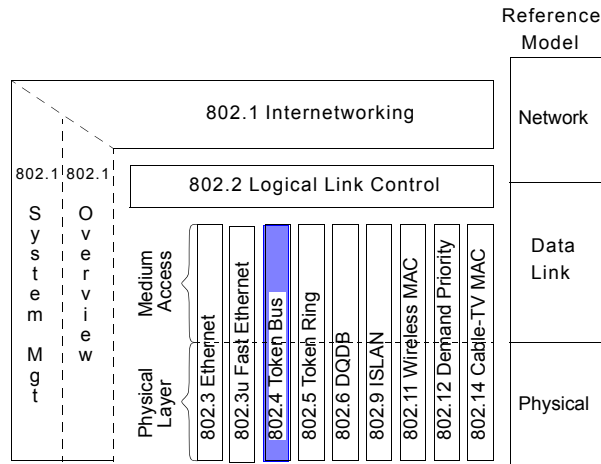 Reference
Model
802.1 Internetworking
Network
802.1
802.1
System Mgt
Overview
802.2 Logical Link Control
Data
Link
Medium
Access
Physical
Layer
802.3 Ethernet
802.3u Fast Ethernet
802.4 Token Bus
802.5 Token Ring
802.6 DQDB
802.9 ISLAN
802.11 Wireless MAC
802.12 Demand Priority
802.14 Cable-TV MAC
Physical